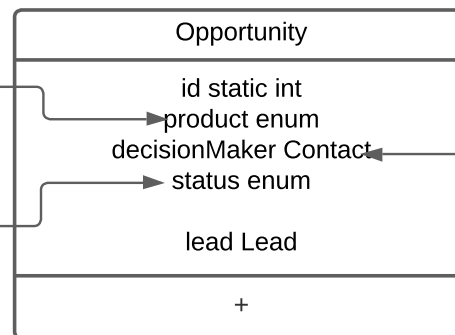 Opportunity
id static int
product enum
decisionMaker Contact
status enum
lead Lead
+